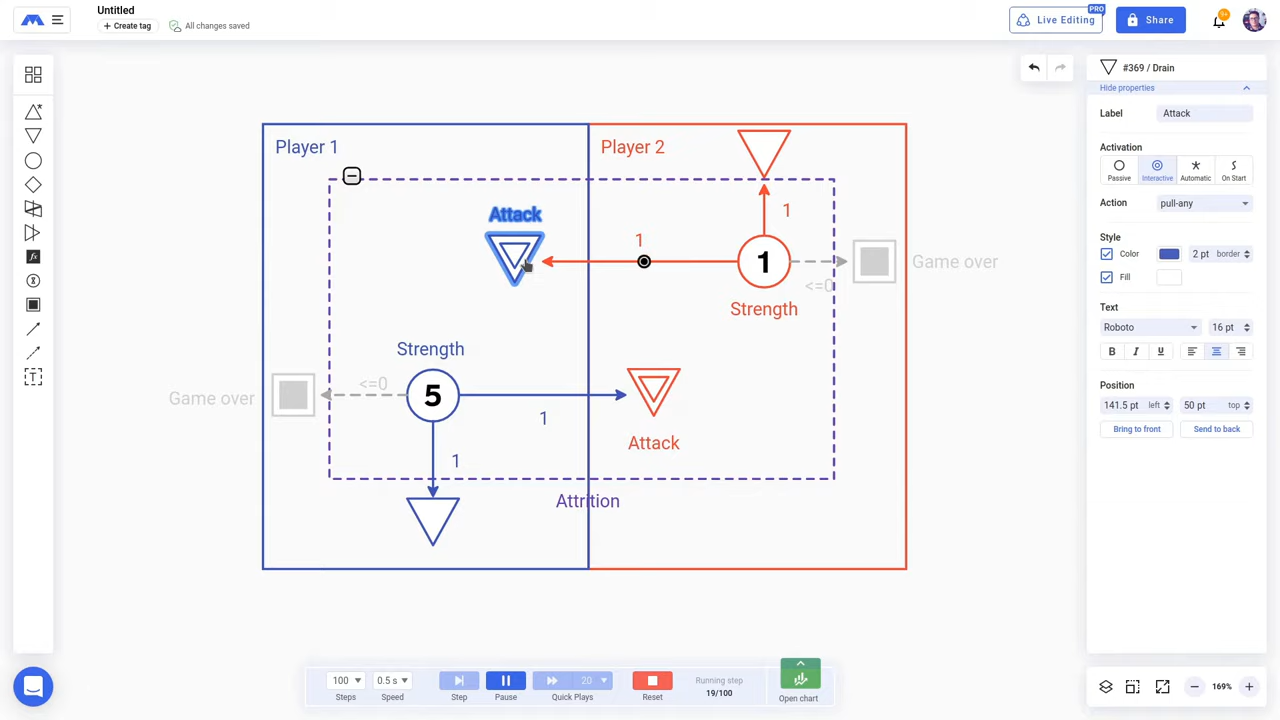 Untitled
+ Create tag
All changes saved
Live Editing
PRO
Share
9+
Player 1
Player 2
Attack
1
1
1
<=0
Game over
Strength
Strength
<=0
Game over
5
1
Attack
1
Attrition
#369 / Drain
Hide properties
Label
Attack
Activation
Passive
Interactive
Automatic
On Start
Action
pull-any
Style
Color
2 pt
border
Fill
Text
Roboto
16 pt
B
I
U
Position
141.5 pt
left
50 pt
top
Bring to front
Send to back
100
Steps
0.5 s
Speed
Step
Pause
20
Quick Plays
Reset
Running step
19/100
Open chart
169%